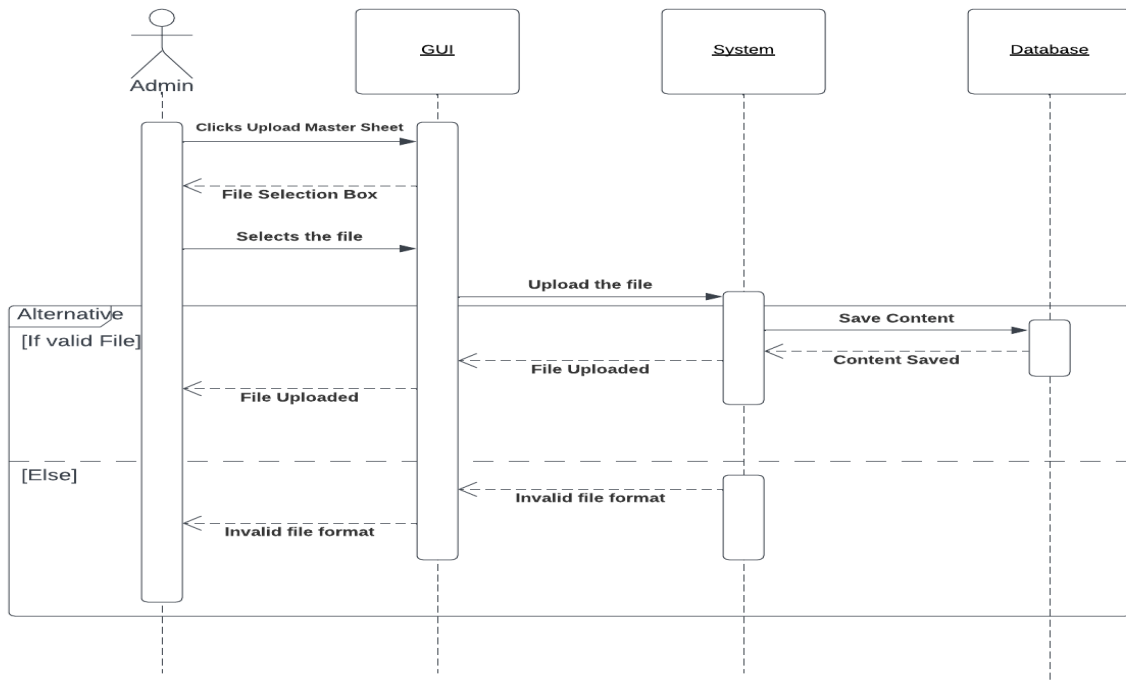 GUI
System
Database
Admin
Clicks Upload Master Sheet
File Selection Box
Selects the file
Upload the file
Alternative
Save Content
[If valid File]
Content Saved
File Uploaded
File Uploaded
[Else]
Invalid file format
Invalid file format